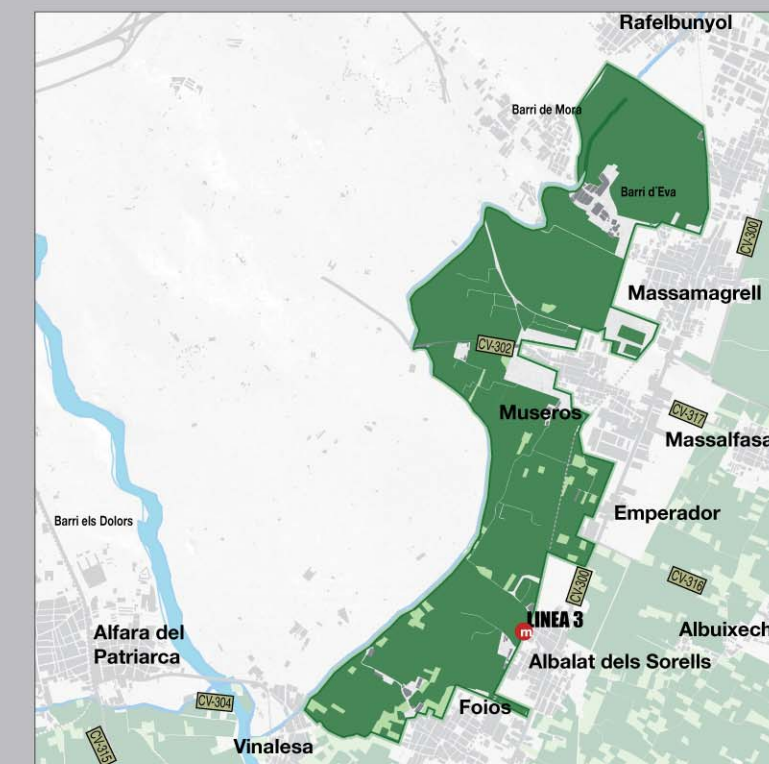 Rafelbunyol
Barri de Mora
Barri d´Eva
CV-300
Massamagrell
CV-302
Museros
CV-317
Massalfasa
Emperador
Barri els Dolors
CV-300
CV-316
LINEA 3
m
Albuixech
Alfara del
Patriarca
Albalat dels Sorells
CV-304
Foios
CV-315
Vinalesa